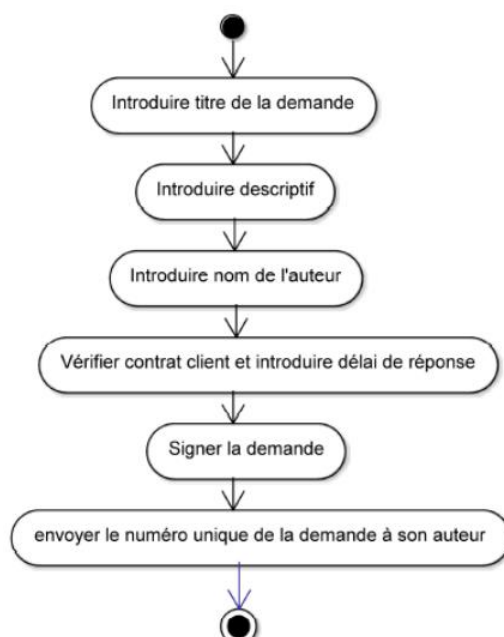 Introduire titre de la demande
Introduire descriptif
Introduire nom de l'auteur
Vérifier contrat client et introduire délai de réponse
Signer la demande
envoyer le numéro unique de la demande à son auteur